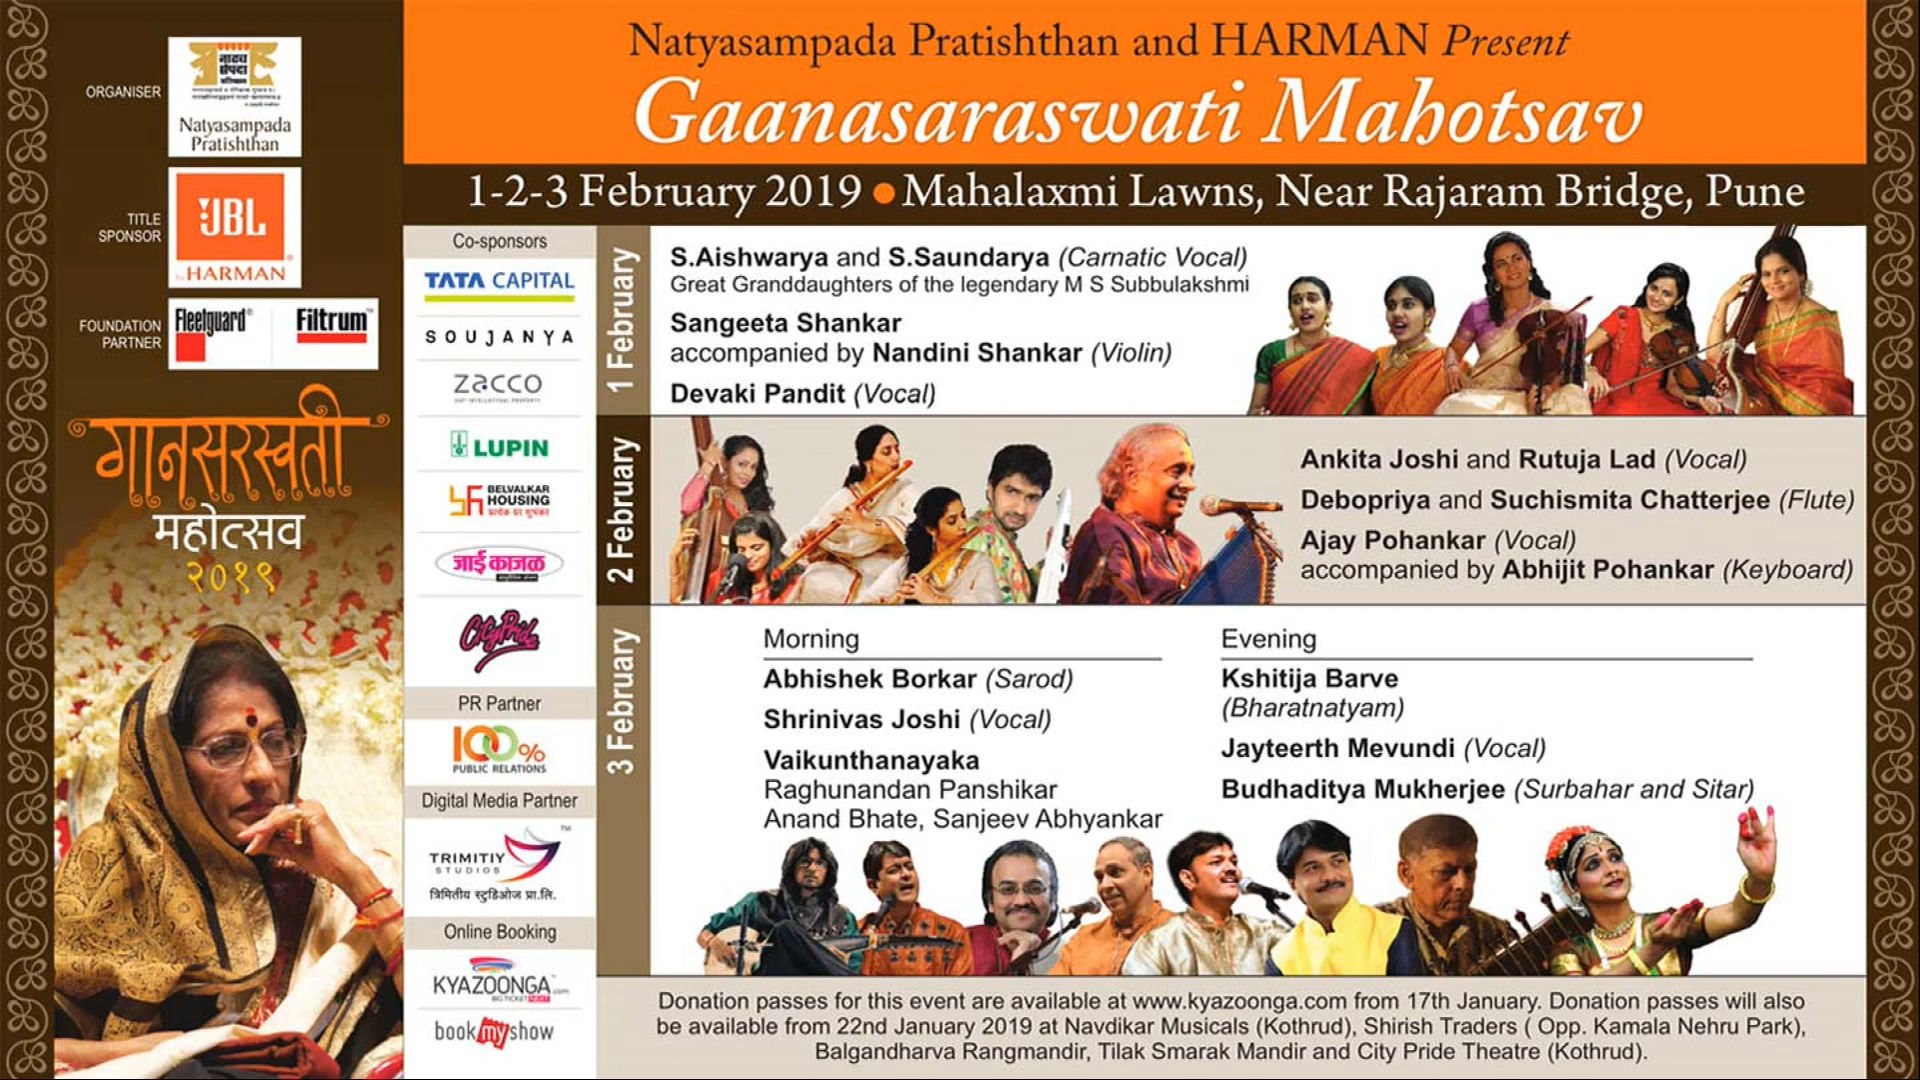 ORGANISER
नाट्य
संपदा
Natyasampada
Pratishthan
TITLE
SPONSOR
JBL
by HARMAN
FOUNDATION
PARTNER
Fleetguard®
Filtrum™
गानसरस्वती
महोत्सव
२०१९
Natyasampada Pratishthan and HARMAN Present
Gaanasaraswati Mahotsav
1-2-3 February 2019 ● Mahalaxmi Lawns, Near Rajaram Bridge, Pune
Co-sponsors
TATA CAPITAL
SOUJANYA
zacco
LUPIN
BELVALKAR
HOUSING
जाई काजळ
CityPride
PR Partner
100%
PUBLIC RELATIONS
Digital Media Partner
TRIMITIY™
STUDIOS
त्रिमितीय स्टुडिओज प्रा.लि.
Online Booking
KYAZOONGA.com
BIG TICKET NEXT
bookmyshow
1 February
S.Aishwarya and S.Saundarya (Carnatic Vocal)
Great Granddaughters of the legendary M S Subbulakshmi
Sangeeta Shankar
accompanied by Nandini Shankar (Violin)
Devaki Pandit (Vocal)
2 February
Ankita Joshi and Rutuja Lad (Vocal)
Debopriya and Suchismita Chatterjee (Flute)
Ajay Pohankar (Vocal)
accompanied by Abhijit Pohankar (Keyboard)
3 February
Morning
Abhishek Borkar (Sarod)
Shrinivas Joshi (Vocal)
Vaikunthanayaka
Raghunandan Panshikar
Anand Bhate, Sanjeev Abhyankar
Evening
Kshitija Barve
(Bharatnatyam)
Jayteerth Mevundi (Vocal)
Budhaditya Mukherjee (Surbahar and Sitar)
Donation passes for this event are available at www.kyazoonga.com from 17th January. Donation passes will also
be available from 22nd January 2019 at Navdikar Musicals (Kothrud), Shirish Traders ( Opp. Kamala Nehru Park),
Balgandharva Rangmandir, Tilak Smarak Mandir and City Pride Theatre (Kothrud).